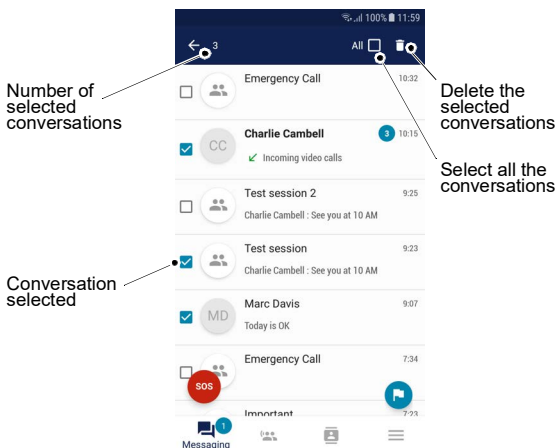 100% 11:59
3 All
Number of
selected
conversations
Delete the
selected
conversations
Select all the
conversations
Conversation
selected
Emergency Call 10:32
CC Charlie Cambell 3 10:15
Incoming video calls
Test session 2 9:25
Charlie Cambell : See you at 10 AM
Test session 9:23
Charlie Cambell : See you at 10 AM
MD Marc Davis 9:07
Today is OK
Emergency Call 7:34
SOS
Important 7:23
1
Messaging